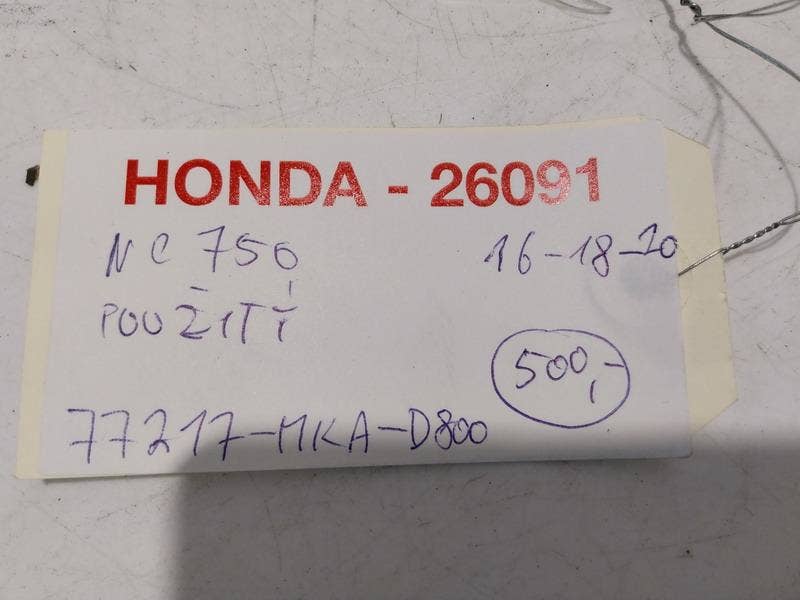 HONDA - 26091
NC 750 16-18-20
POUŽITÝ
500,-
77217-MKA-D800